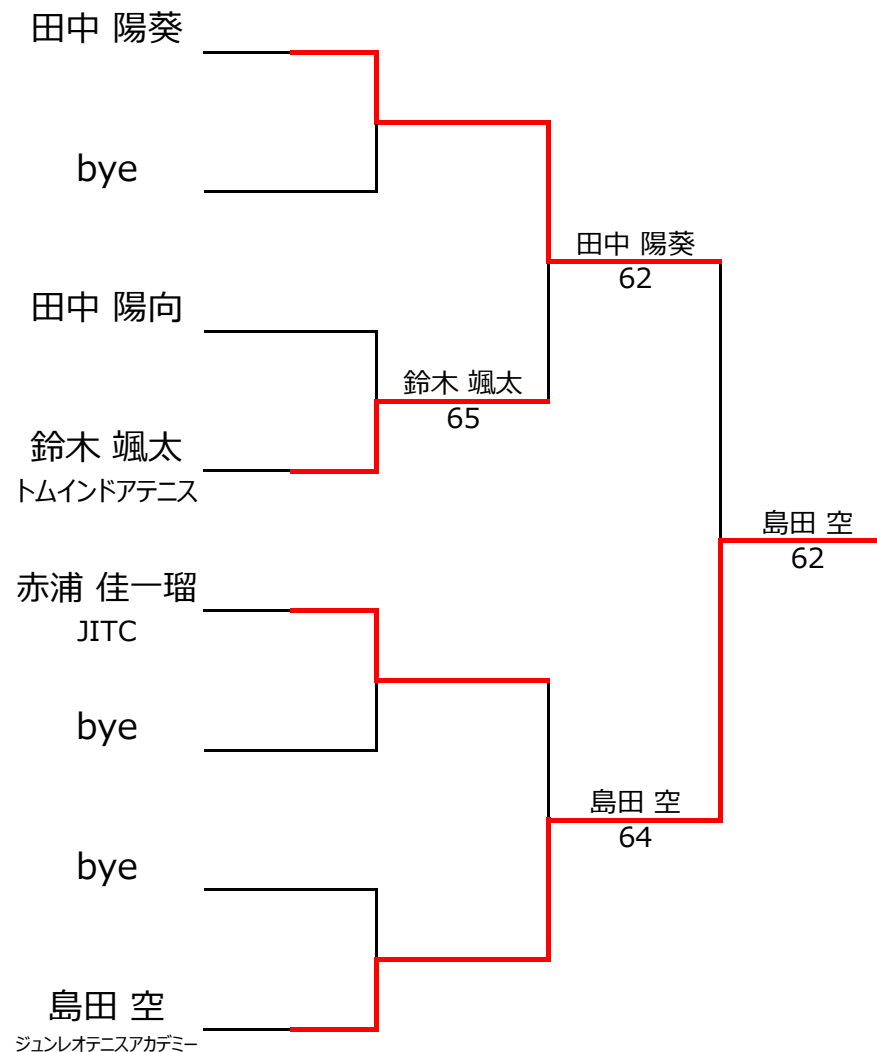 田中 陽葵
bye
田中 陽向
鈴木 颯太
トムインドアテニス
赤浦 佳一瑠
JITC
bye
bye
島田 空
ジュンレオテニスアカデミー
鈴木 颯太
65
田中 陽葵
62
島田 空
64
島田 空
62